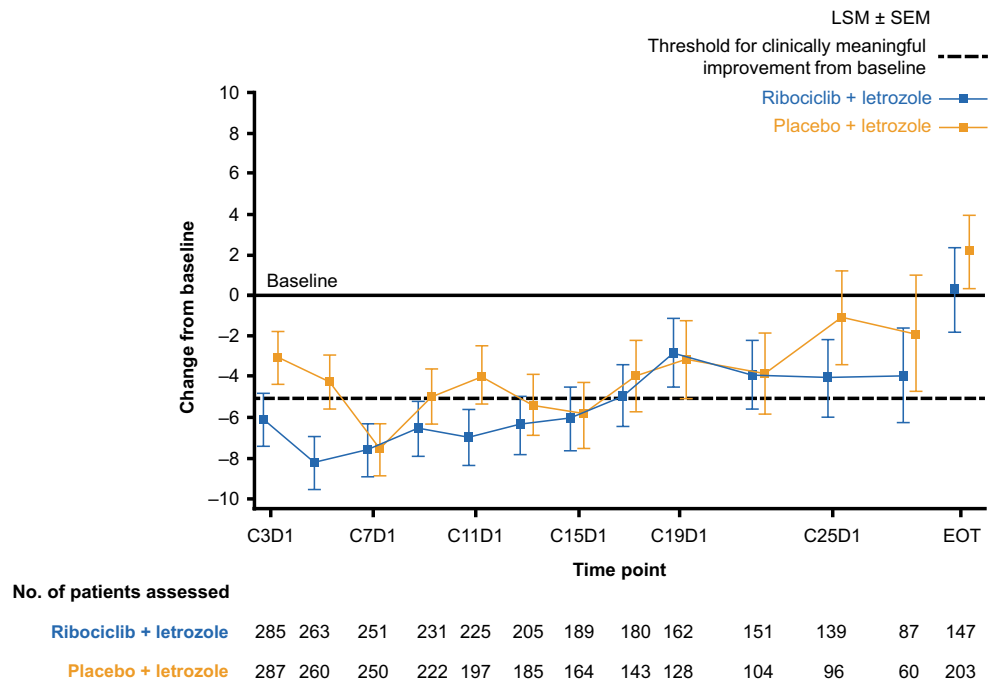 LSM ± SEM
Threshold for clinically meaningful
improvement from baseline
Ribociclib + letrozole
Placebo + letrozole
10
8
6
4
2
0
–2
–4
–6
–8
–10
Change from baseline
Baseline
C3D1 C7D1 C11D1 C15D1 C19D1 C25D1 EOT
Time point
No. of patients assessed
Ribociclib + letrozole 285 263 251 231 225 205 189 180 162 151 139 87 147
Placebo + letrozole 287 260 250 222 197 185 164 143 128 104 96 60 203